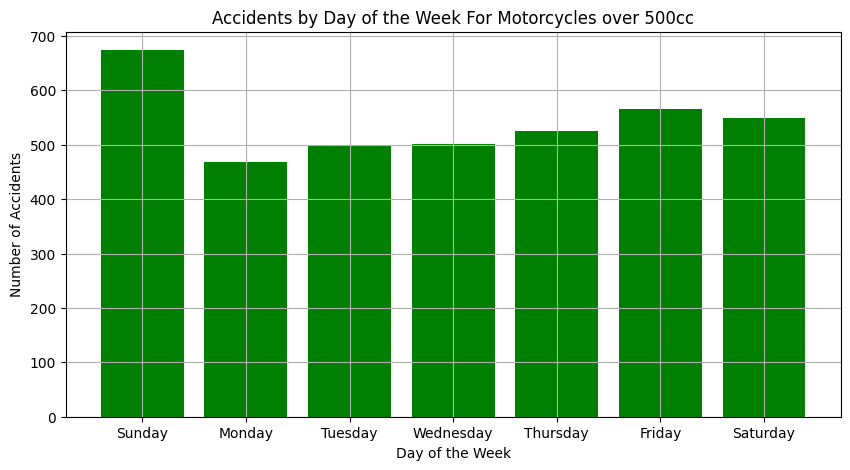 Accidents by Day of the Week For Motorcycles over 500cc
700
600
500
400
300
200
100
0
Number of Accidents
Sunday Monday Tuesday Wednesday Thursday Friday Saturday
Day of the Week